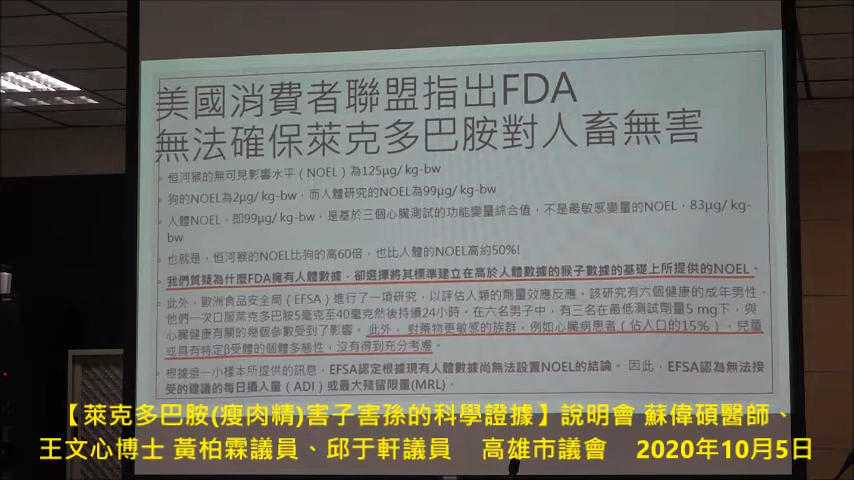 美國消費者聯盟指出FDA
無法確保萊克多巴胺對人畜無害
恒河猴的無可見影響水平（NOEL）為125µg/ kg-bw
狗的NOEL為2µg/ kg-bw，而人體研究的NOEL為99µg/ kg-bw
人體NOEL，即99µg/ kg-bw，是基於三個心臟測試的功能變量綜合值，不是最敏感變量的NOEL，83µg/ kg-
bw
也就是，恒河猴的NOEL比狗的高60倍，也比人體的NOEL高約50%!
我們質疑為什麼FDA擁有人體數據，卻選擇將其標準建立在高於人體數據的猴子數據的基礎上所提供的NOEL。
此外，歐洲食品安全局（EFSA）進行了一項研究，以評估人類的劑量效應反應。該研究有六個健康的成年男性，
他們一次口服萊克多巴胺5毫克至40毫克然後持續24小時。在六名男子中，有三名在最低測試劑量5 mg下，與
心臟健康有關的幾個參數受到了影響。此外，對藥物更敏感的族群，例如心臟病患者（佔人口的15%），兒童
或具有特定β受體的個體多態性，沒有得到充分考慮。
根據這一小樣本所提供的訊息，EFSA認定根據現有人體數據尚無法設置NOEL的結論。因此，EFSA認為無法接
受的建議的每日攝入量（ADI）或最大殘留限量(MRL)．
【萊克多巴胺(瘦肉精)害子害孫的科學證據】說明會 蘇偉碩醫師、
王文心博士 黃柏霖議員、邱于軒議員　高雄市議會　2020年10月5日